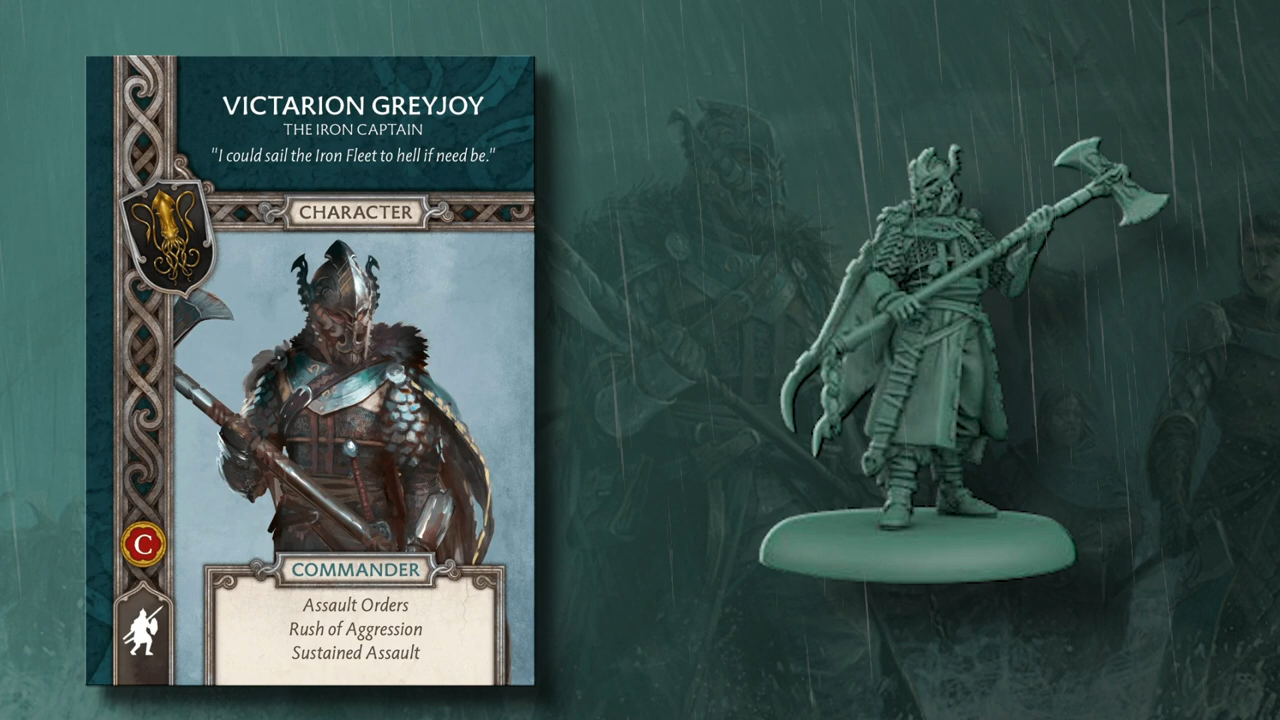 VICTARION GREYJOY
THE IRON CAPTAIN
"I could sail the Iron Fleet to hell if need be."
CHARACTER
C
COMMANDER
Assault Orders
Rush of Aggression
Sustained Assault